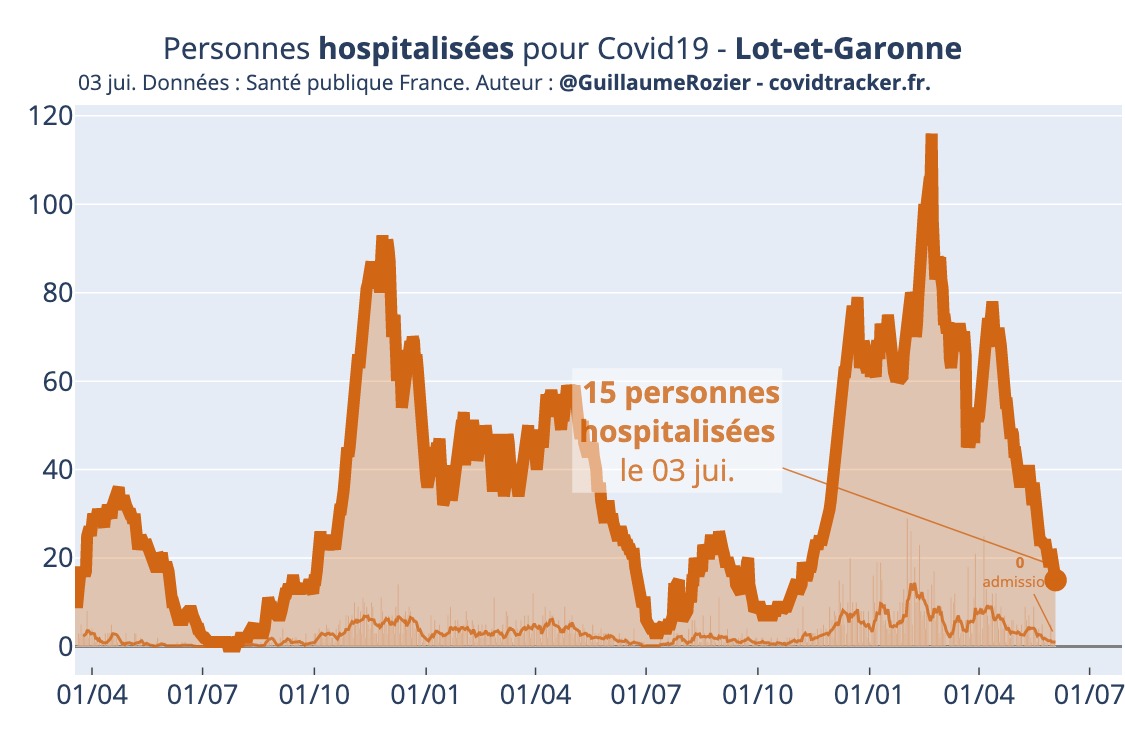 Personnes hospitalisées pour Covid19 - Lot-et-Garonne
03 jui. Données : Santé publique France. Auteur : @GuillaumeRozier - covidtracker.fr.
120
100
80
60
40
20
0
15 personnes
hospitalisées
le 03 jui.
0
admissio
01/04 01/07 01/10 01/01 01/04 01/07 01/10 01/01 01/04 01/07